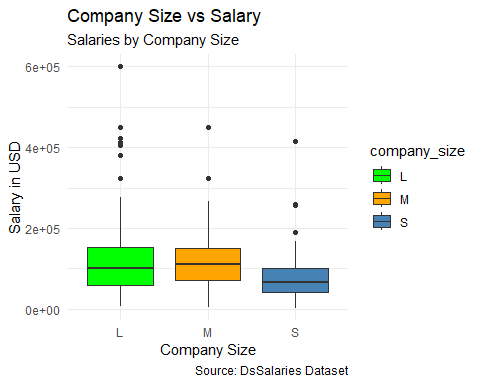 Company Size vs Salary
Salaries by Company Size
Salary in USD
6e+05
4e+05
2e+05
0e+00
L
M
S
Company Size
company_size
L
M
S
Source: DsSalaries Dataset